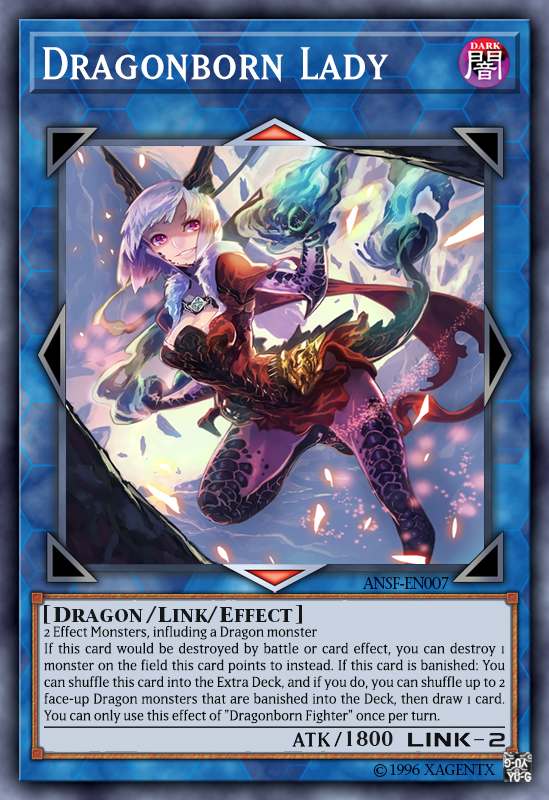 Dragonborn Lady
DARK
闇
ANSF-EN007
[Dragon/Link/Effect]
2 Effect Monsters, influding a Dragon monster
If this card would be destroyed by battle or card effect, you can destroy 1
monster on the field this card points to instead. If this card is banished: You
can shuffle this card into the Extra Deck, and if you do, you can shuffle up to 2
face-up Dragon monsters that are banished into the Deck, then draw 1 card.
You can only use this effect of "Dragonborn Fighter" once per turn.
ATK/1800 LINK-2
©1996 XAGENTX